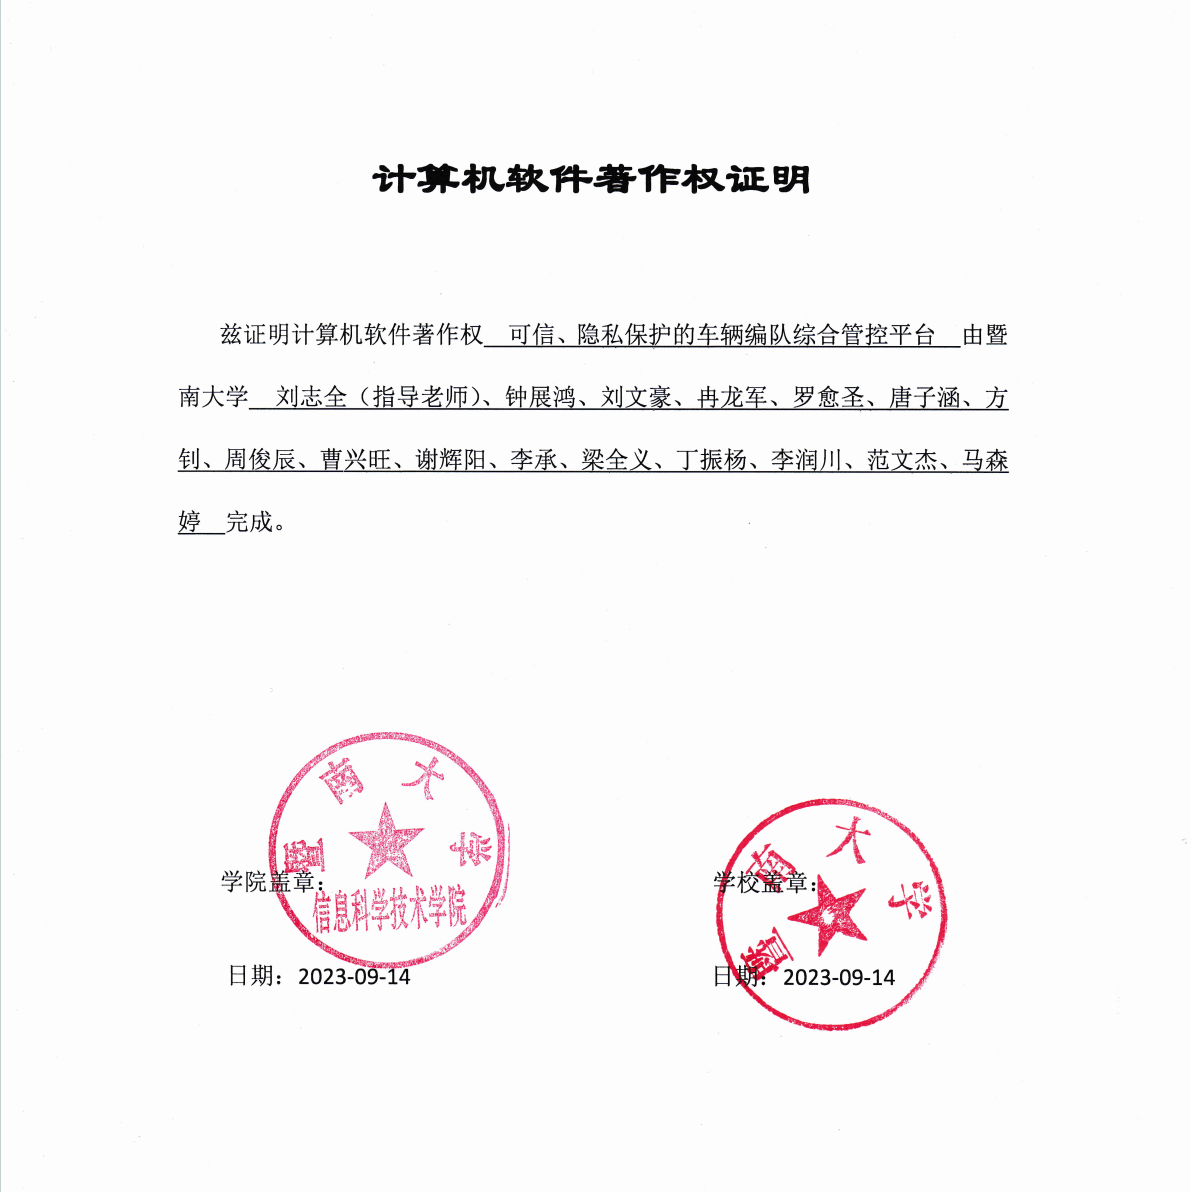 计算机软件著作权证明
兹证明计算机软件著作权 可信、隐私保护的车辆编队综合管控平台 由暨
南大学 刘志全（指导老师）、钟展鸿、刘文豪、冉龙军、罗愈圣、唐子涵、方
钊、周俊辰、曹兴旺、谢辉阳、李承、梁全义、丁振杨、李润川、范文杰、马森
婷 完成。
暨南大学
信息科学技术学院
学院盖章：
日期：2023-09-14
暨南大学
学校盖章：
日期：2023-09-14